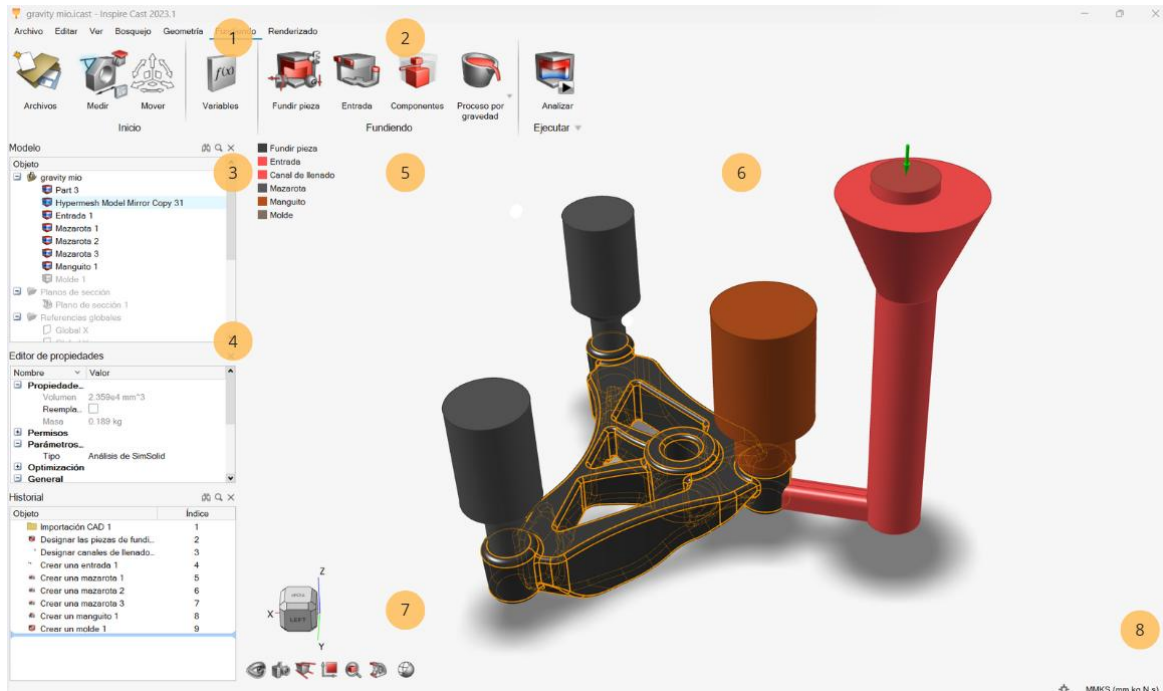 gravity mio.icast - Inspire Cast 2023.1
Archivo Editar Ver Bosquejo Geometría Fundiendo Renderizado
1
2
f(x)
Archivos Medir Mover Variables Fundir pieza Entrada Componentes Proceso por gravedad Analizar
Inicio Fundiendo Ejecutar
Modelo
Objeto
3
gravity mio
Part 3
Hypermesh Model Mirror Copy 31
Entrada 1
Mazarota 1
Mazarota 2
Mazarota 3
Manguito 1
Molde 1
Planos de sección
Plano de sección 1
Referencias globales
Global X
4
Fundir pieza
Entrada
Canal de llenado
Mazarota
Manguito
Molde
5
6
Editor de propiedades
Nombre Valor
Propiedade...
Volumen 2.359e4 mm^3
Reempla...
Masa 0.189 kg
Permisos
Parámetros...
Tipo Análisis de SimSolid
Optimización
General
Historial
Objeto Índice
Importación CAD 1 1
Designar las piezas de fundi... 2
Designar canales de llenado... 3
Crear una entrada 1 4
Crear una mazarota 1 5
Crear una mazarota 2 6
Crear una mazarota 3 7
Crear un manguito 1 8
Crear un molde 1 9
Z
X
LEFT
Y
7
8
MMKS (mm kg N s)